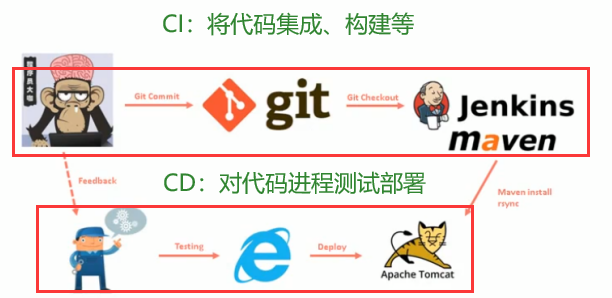 CI：将代码集成、构建等
程序员大咖
Git Commit
git
Git Checkout
Jenkins
maven
Feedback
CD：对代码进程测试部署
Maven install
rsync
Testing
Deploy
Apache Tomcat